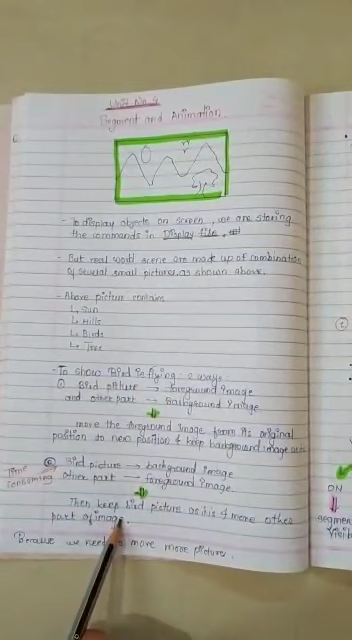 Unit No. 4
Segment and Animation.
- To display objects on screen, we are storing
the commands in Display file.
- But real world scene are made up of combination
of several small pictures. as shown above.
- Above picture contain
L, Sun
L, Hills
L, Birds
L, Tree
- To show Bird is flying : 2 ways
① Bird picture → foreground image
and other part → Background image
move the foreground image from its original
position to new position & keep background image as it is
② Bird picture → background image
other part → foreground image
Time
consuming
Then keep bird picture as it is & move other
part of image.
Because we need move more picture.
ON
segment
visib